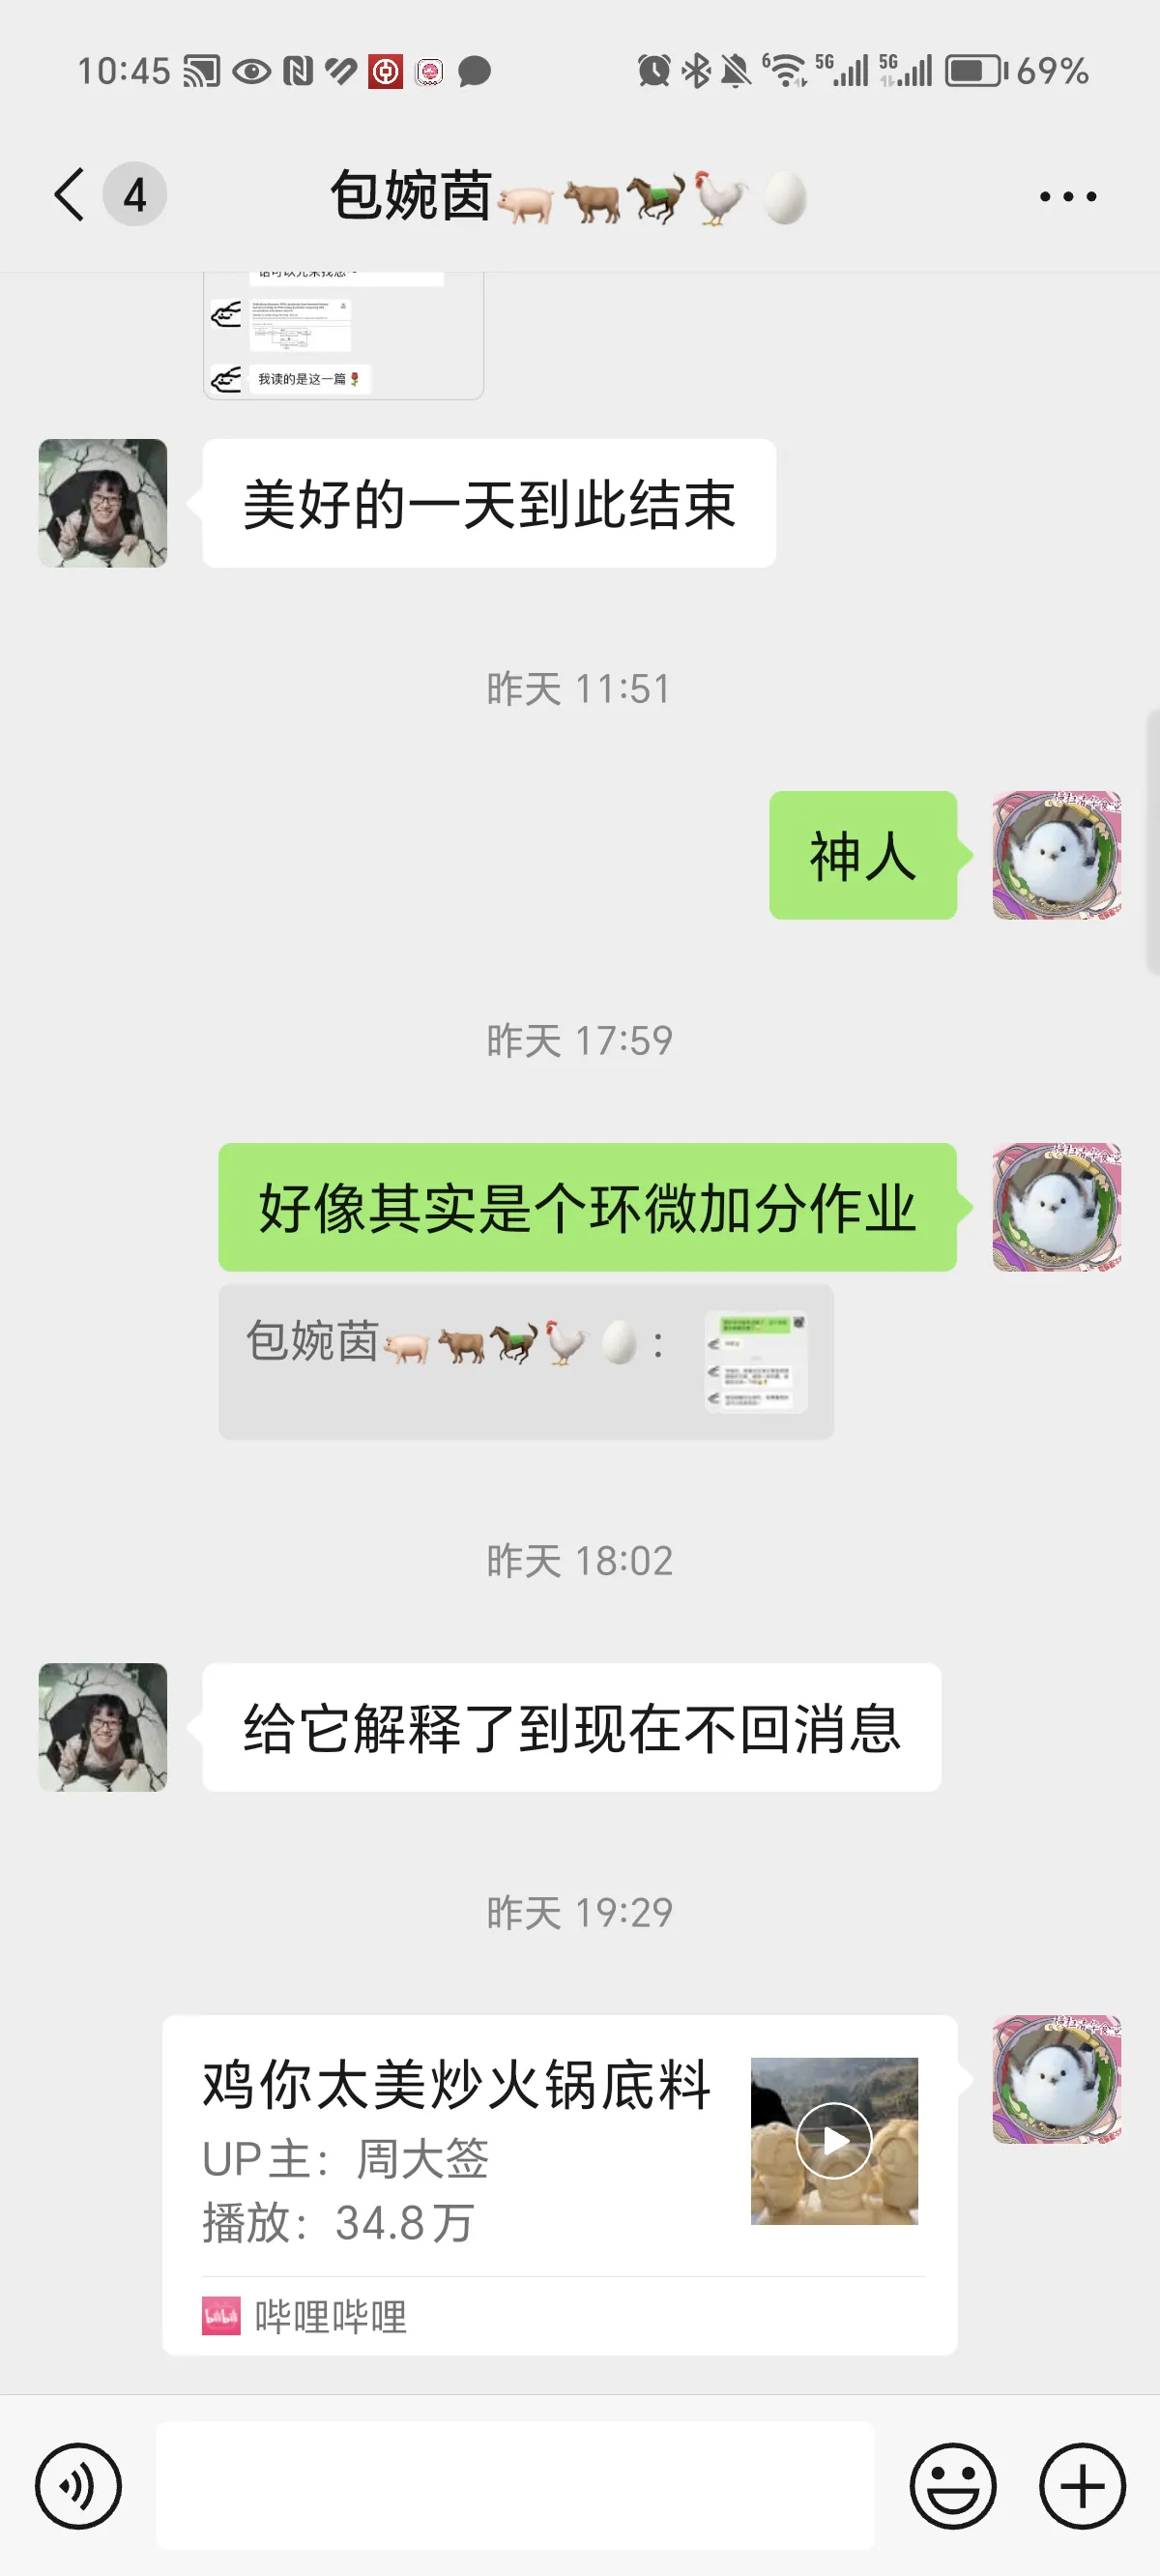 10:45
6
5G
5G
69%
4
包婉茵🐖🐂🐎🐓🥚
我读的是这一篇🌹
美好的一天到此结束
昨天 11:51
神人
昨天 17:59
好像其实是个环微加分作业
包婉茵🐖🐂🐎🐓🥚:
昨天 18:02
给它解释了到现在不回消息
昨天 19:29
鸡你太美炒火锅底料
UP主：周大签
播放：34.8万
bilibili 哔哩哔哩